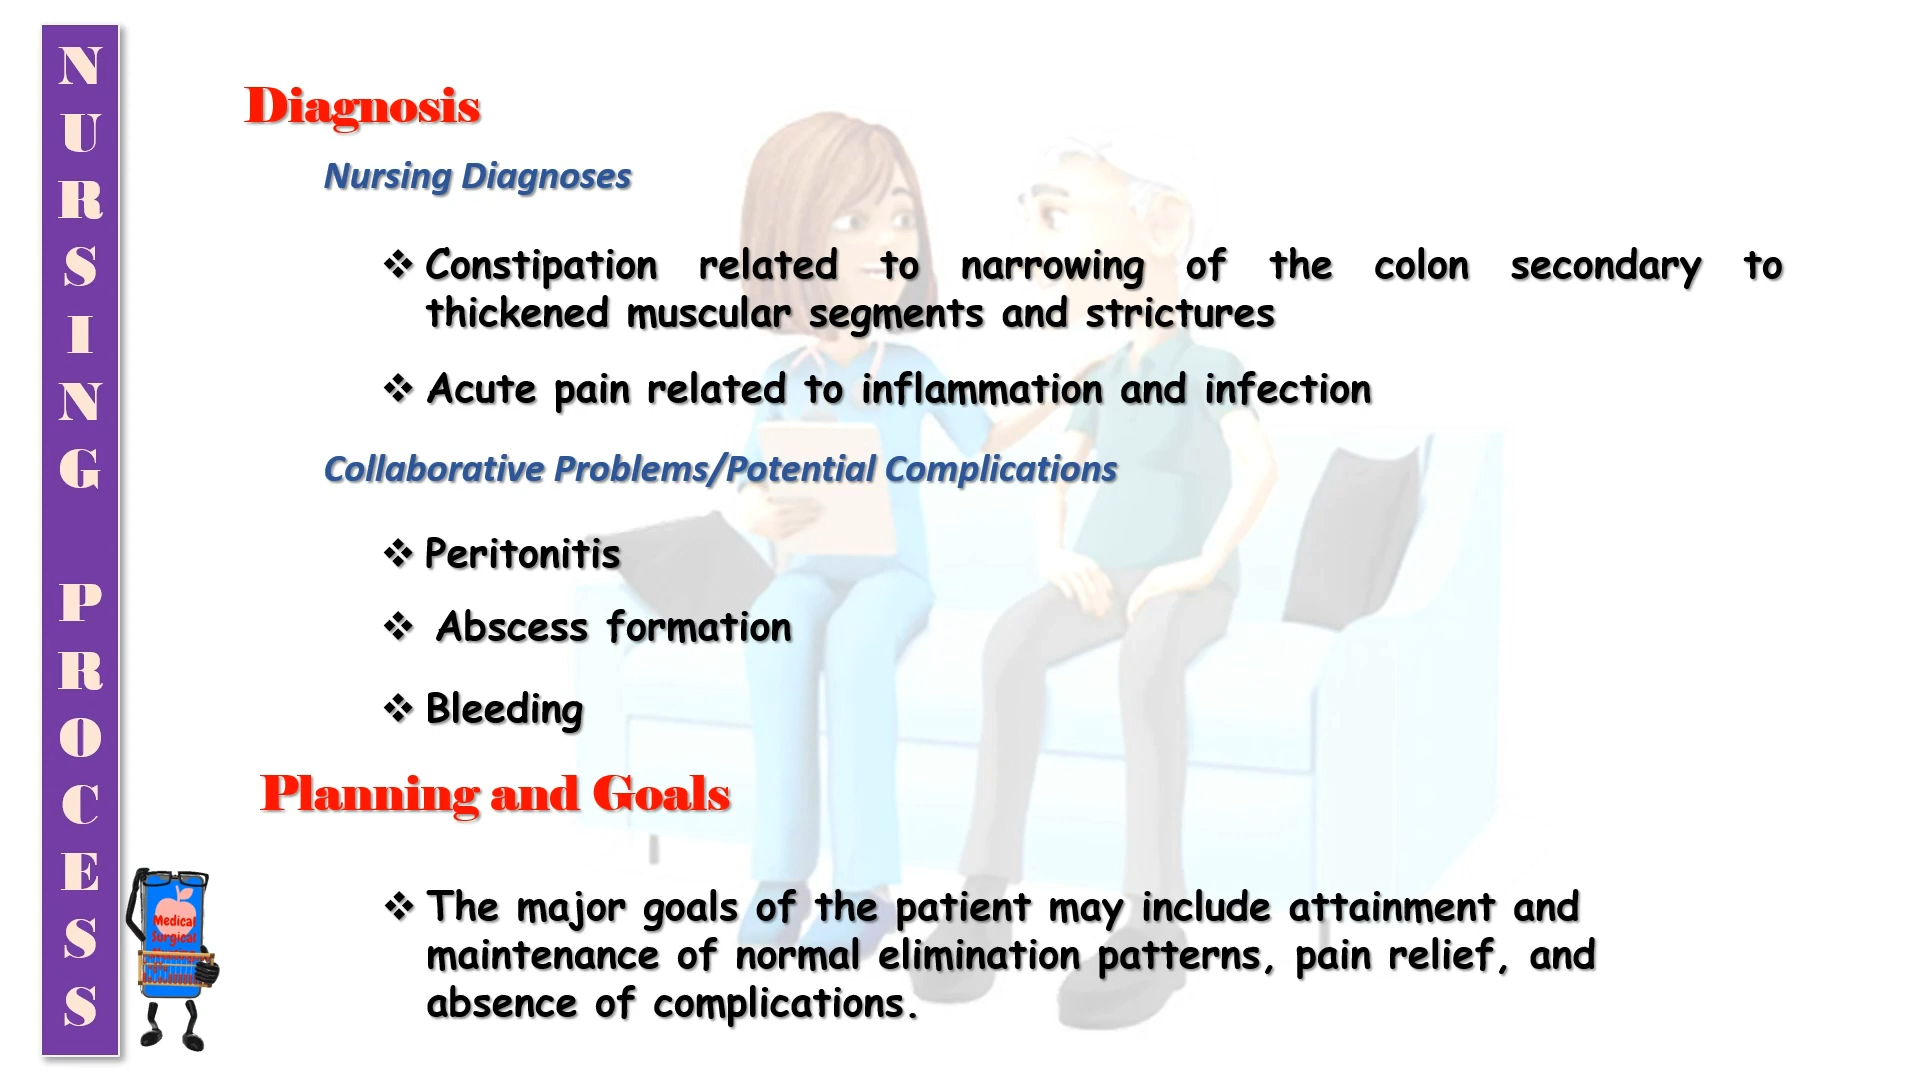 NURSING PROCESS
Diagnosis
Nursing Diagnoses
❖ Constipation related to narrowing of the colon secondary to
thickened muscular segments and strictures
❖ Acute pain related to inflammation and infection
Collaborative Problems/Potential Complications
❖ Peritonitis
❖ Abscess formation
❖ Bleeding
Planning and Goals
❖ The major goals of the patient may include attainment and
maintenance of normal elimination patterns, pain relief, and
absence of complications.
Medical
Surgical